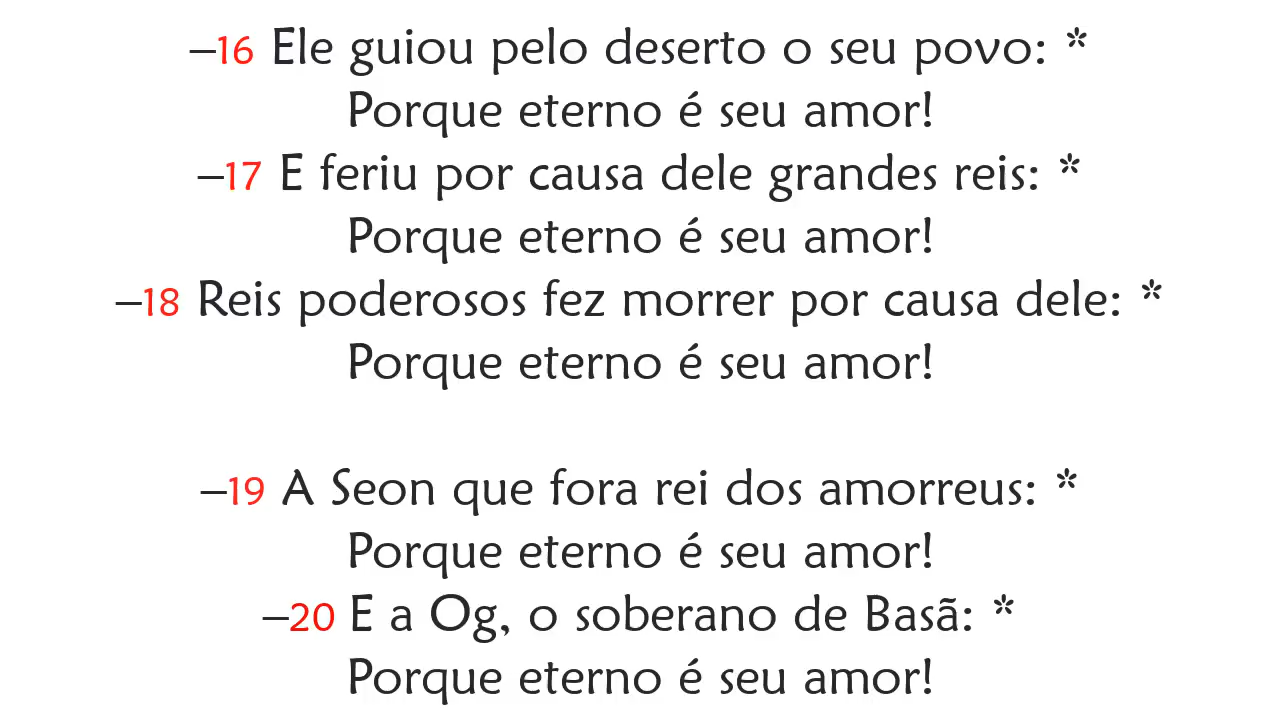 –16 Ele guiou pelo deserto o seu povo: *
Porque eterno é seu amor!
–17 E feriu por causa dele grandes reis: *
Porque eterno é seu amor!
–18 Reis poderosos fez morrer por causa dele: *
Porque eterno é seu amor!
–19 A Seon que fora rei dos amorreus: *
Porque eterno é seu amor!
–20 E a Og, o soberano de Basã: *
Porque eterno é seu amor!